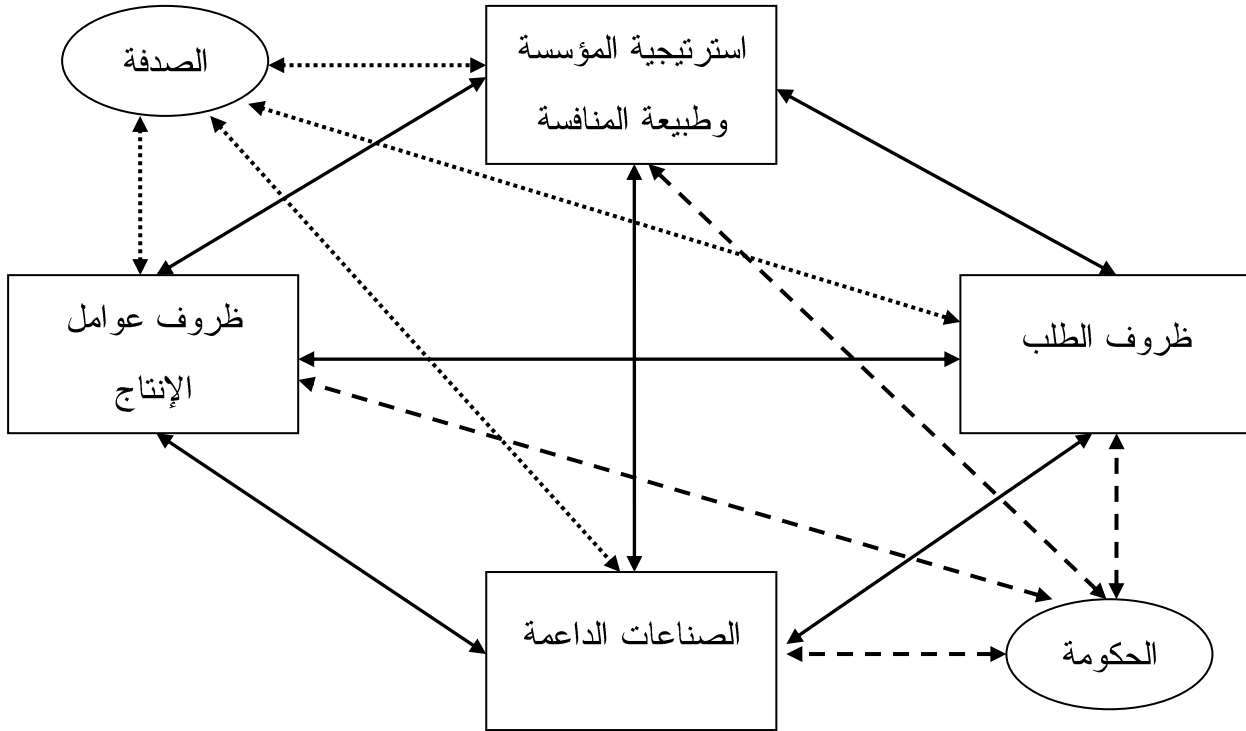 الصدفة
استرتيجية المؤسسة
وطبيعة المنافسة
ظروف عوامل
الإنتاج
ظروف الطلب
الصناعات الداعمة
الحكومة